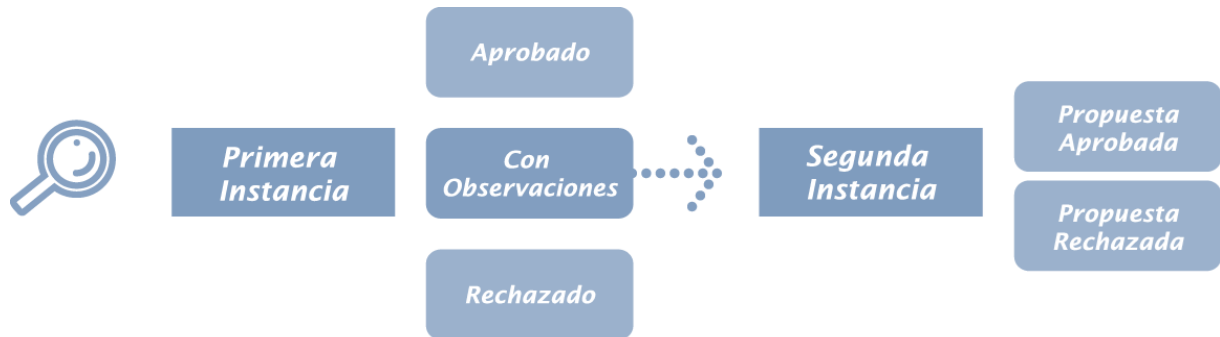 Primera
Instancia
Aprobado
Con
Observaciones
Rechazado
Segunda
Instancia
Propuesta
Aprobada
Propuesta
Rechazada